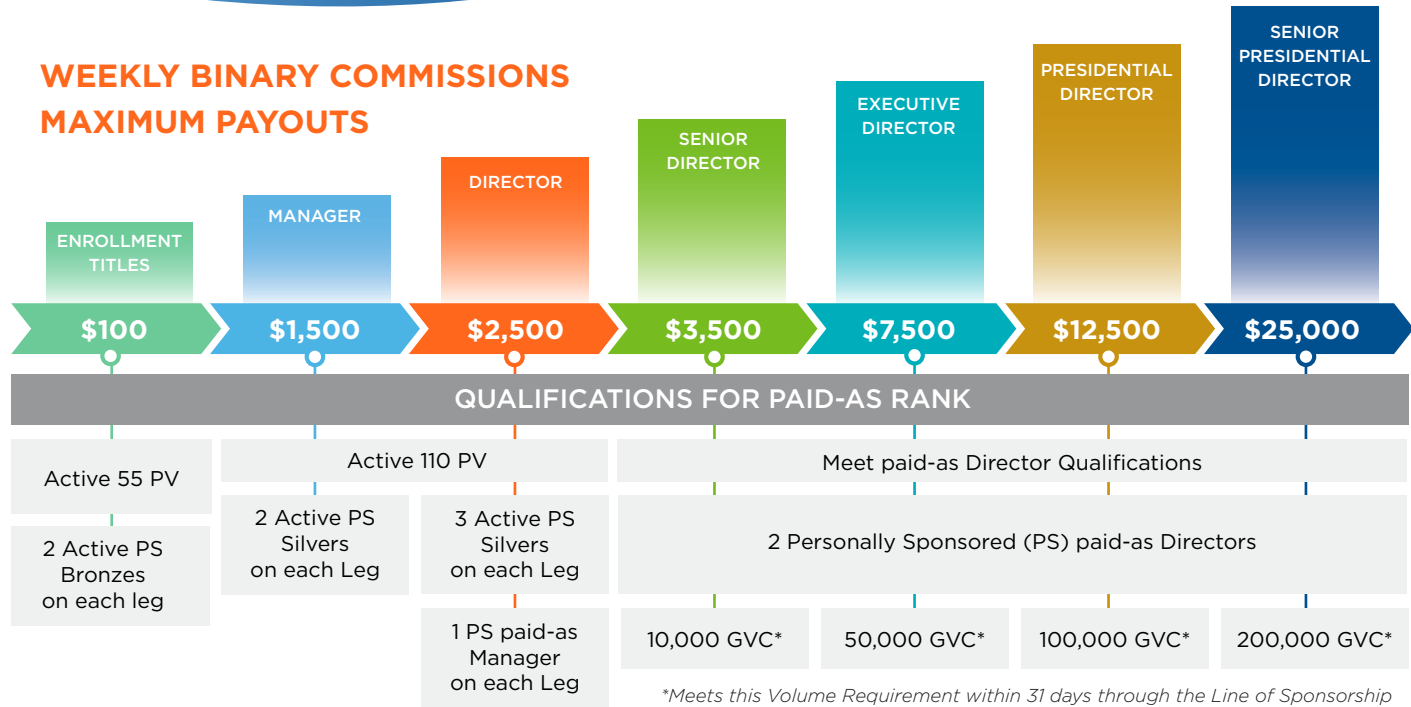 WEEKLY BINARY COMMISSIONS
MAXIMUM PAYOUTS
ENROLLMENT
TITLES
MANAGER
DIRECTOR
SENIOR
DIRECTOR
EXECUTIVE
DIRECTOR
PRESIDENTIAL
DIRECTOR
SENIOR
PRESIDENTIAL
DIRECTOR
$100
$1,500
$2,500
$3,500
$7,500
$12,500
$25,000
QUALIFICATIONS FOR PAID-AS RANK
Active 55 PV
Active 110 PV
Meet paid-as Director Qualifications
2 Active PS
Bronzes
on each leg
2 Active PS
Silvers
on each Leg
3 Active PS
Silvers
on each Leg
2 Personally Sponsored (PS) paid-as Directors
1 PS paid-as
Manager
on each Leg
10,000 GVC*
50,000 GVC*
100,000 GVC*
200,000 GVC*
*Meets this Volume Requirement within 31 days through the Line of Sponsorship